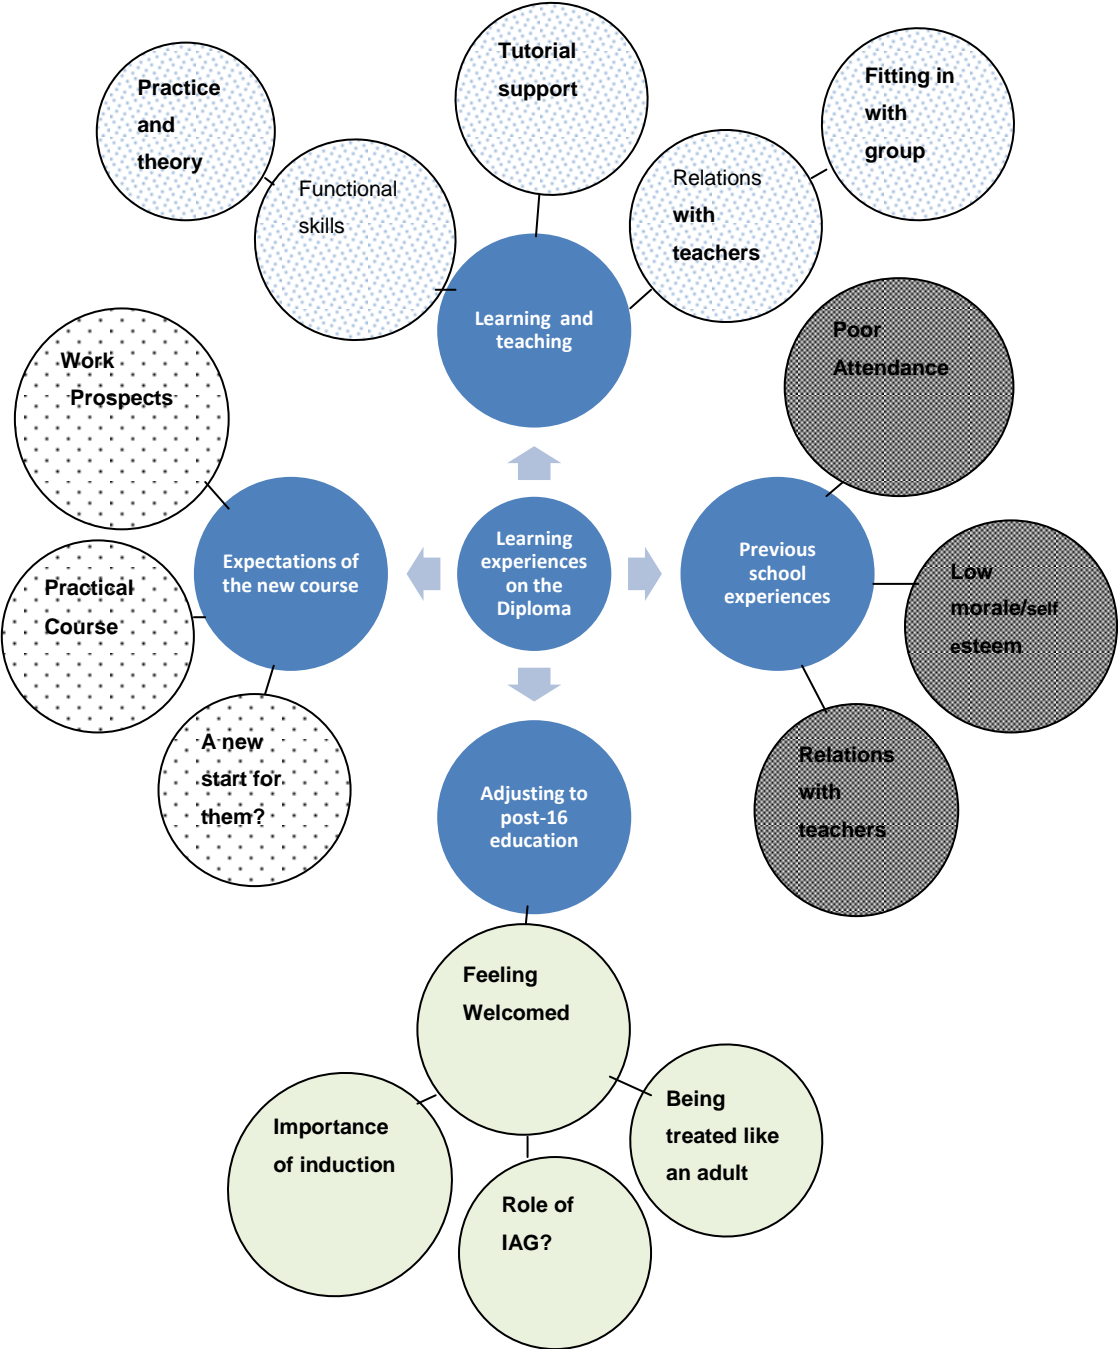 Tutorial
support
Fitting in
with
group
Practice
and
theory
Functional
skills
Relations
with
teachers
Learning and
teaching
Poor
Attendance
Work
Prospects
Learning
experiences
on the
Diploma
Expectations of
the new course
Previous
school
experiences
Practical
Course
Low
morale/self
esteem
A new
start for
them?
Relations
with
teachers
Adjusting to
post-16
education
Feeling
Welcomed
Being
treated like
an adult
Importance
of induction
Role of
IAG?